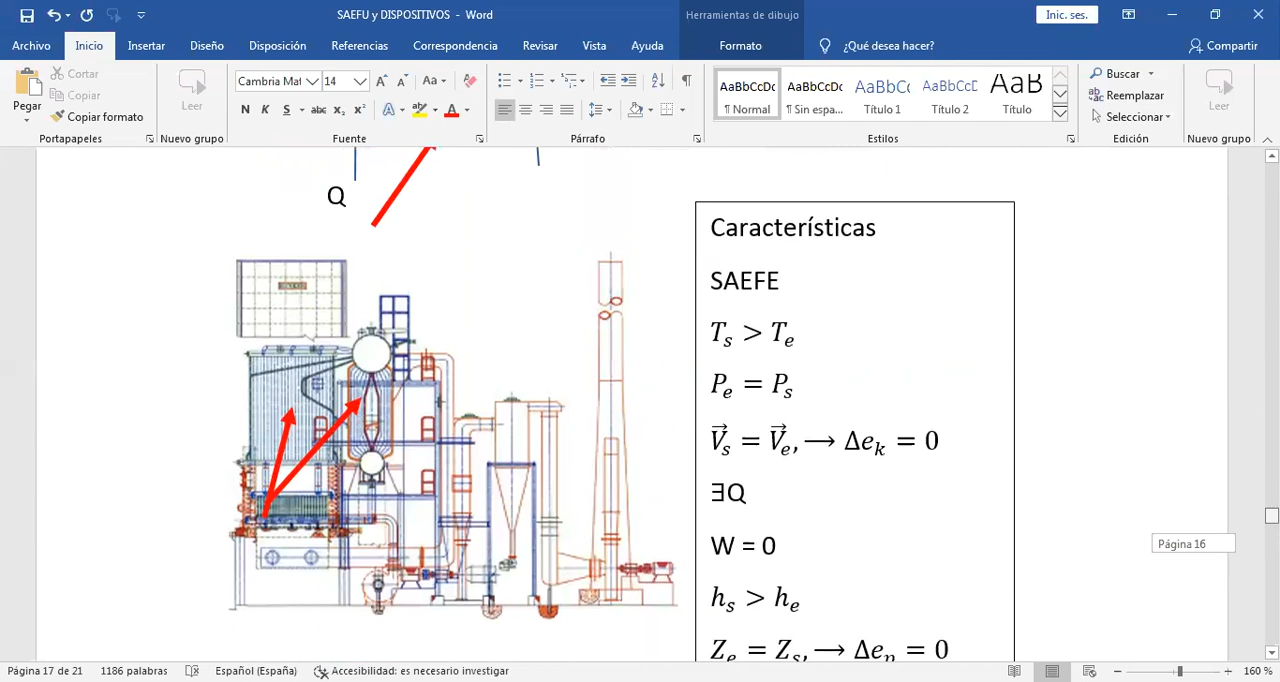 SAEFU y DISPOSITIVOS - Word
Herramientas de dibujo
Inic. ses.
Archivo Inicio Insertar Diseño Disposición Referencias Correspondencia Revisar Vista Ayuda Formato ¿Qué desea hacer? Compartir
Pegar
Cortar
Copiar
Copiar formato
Portapapeles
Leer
Nuevo grupo
Cambria Mat 14
Aa
N K S abc x₂ x²
Fuente
Párrafo
AaBbCcDc AaBbCcDc AaBbCc AaBbCcD AaB
¶ Normal ¶ Sin espa... Título 1 Título 2 Título
Estilos
Buscar
Reemplazar
Seleccionar
Edición
Leer
Nuevo grupo
Q
Características
SAEFE
Tₛ > Tₑ
Pₑ = Pₛ
V⃗ₛ = V⃗ₑ, ⟶ Δeₖ = 0
∃Q
W = 0
hₛ > hₑ
Zₑ = Zₛ, ⟶ Δeₚ = 0
Página 16
Página 17 de 21 1186 palabras Español (España) Accesibilidad: es necesario investigar 160 %